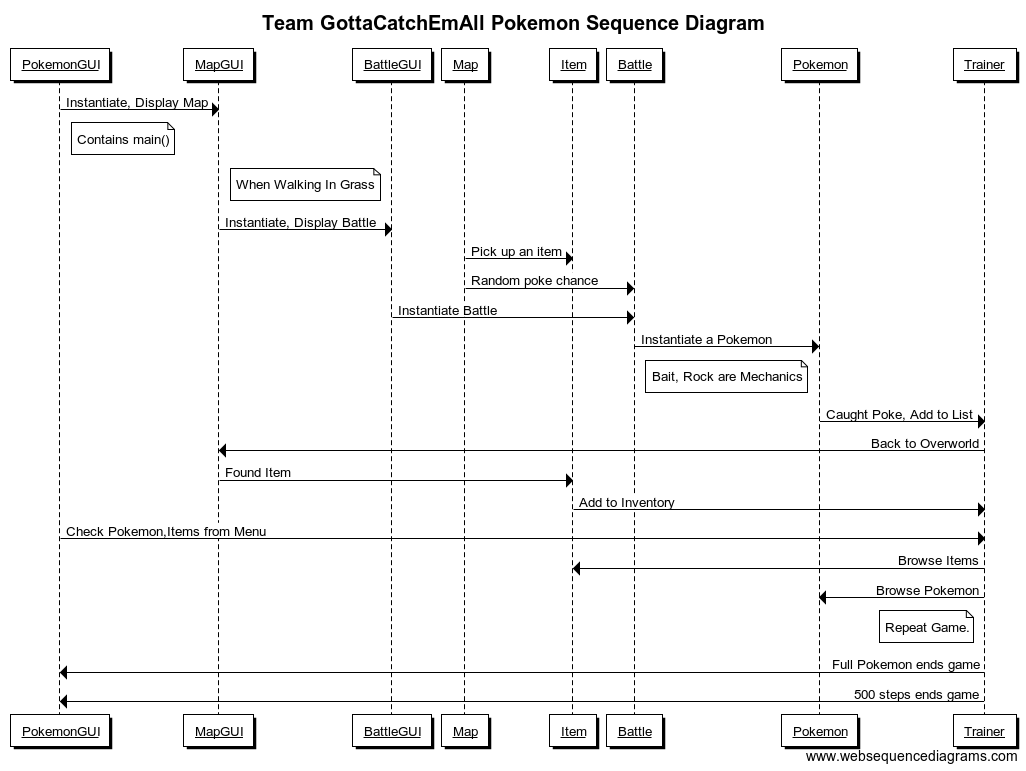 Team GottaCatchEmAll Pokemon Sequence Diagram
PokemonGUI
MapGUI
BattleGUI
Map
Item
Battle
Pokemon
Trainer
Instantiate, Display Map
Contains main()
When Walking In Grass
Instantiate, Display Battle
Pick up an item
Random poke chance
Instantiate Battle
Instantiate a Pokemon
Bait, Rock are Mechanics
Caught Poke, Add to List
Back to Overworld
Found Item
Add to Inventory
Check Pokemon,Items from Menu
Browse Items
Browse Pokemon
Repeat Game.
Full Pokemon ends game
500 steps ends game
PokemonGUI
MapGUI
BattleGUI
Map
Item
Battle
Pokemon
Trainer
www.websequencediagrams.com